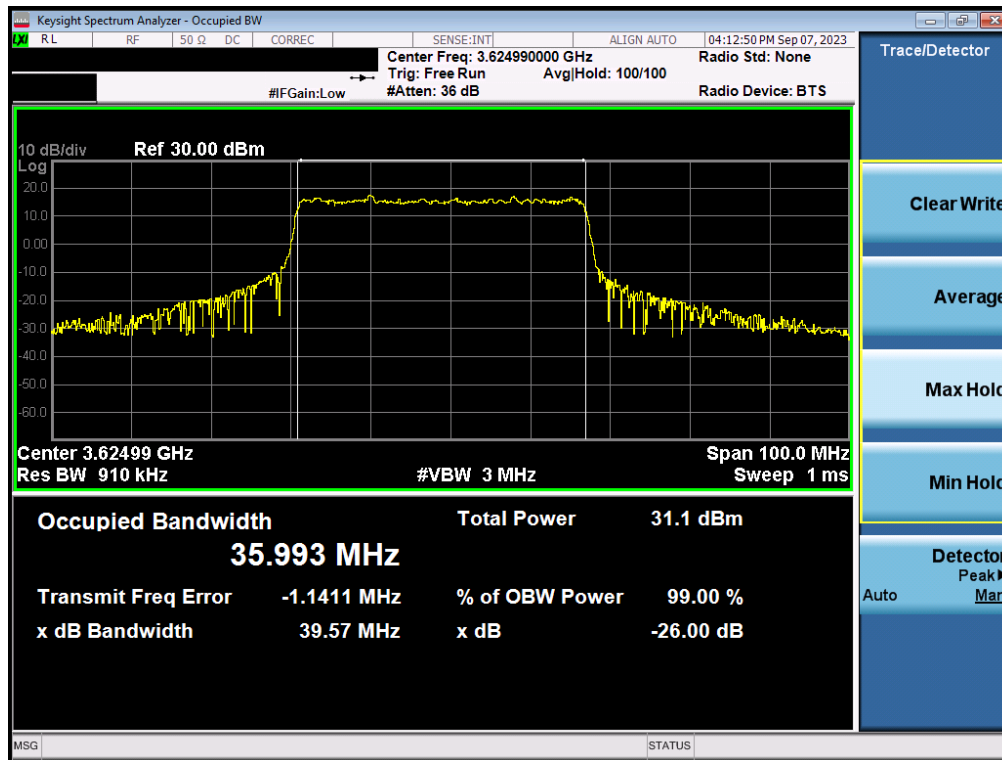 Keysight Spectrum Analyzer - Occupied BW
LXI RL RF 50 Ω DC CORREC SENSE:INT ALIGN AUTO 04:12:50 PM Sep 07, 2023
Center Freq: 3.624990000 GHz Radio Std: None
Trig: Free Run Avg|Hold: 100/100
#IFGain:Low #Atten: 36 dB Radio Device: BTS
Trace/Detector
10 dB/div Ref 30.00 dBm
Log
20.0
10.0
0.00
-10.0
-20.0
-30.0
-40.0
-50.0
-60.0
Center 3.62499 GHz Span 100.0 MHz
Res BW 910 kHz #VBW 3 MHz Sweep 1 ms
Occupied Bandwidth Total Power 31.1 dBm
35.993 MHz
Transmit Freq Error -1.1411 MHz % of OBW Power 99.00 %
x dB Bandwidth 39.57 MHz x dB -26.00 dB
Clear Write
Average
Max Hold
Min Hold
Detector
Peak
Auto Man
MSG STATUS